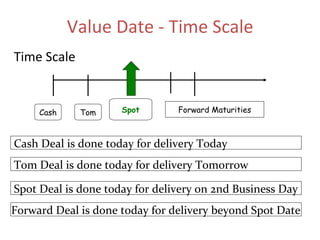 Value Date - Time Scale
Time Scale
Cash
Tom
Spot
Forward Maturities
Cash Deal is done today for delivery Today
Tom Deal is done today for delivery Tomorrow
Spot Deal is done today for delivery on 2nd Business Day
Forward Deal is done today for delivery beyond Spot Date